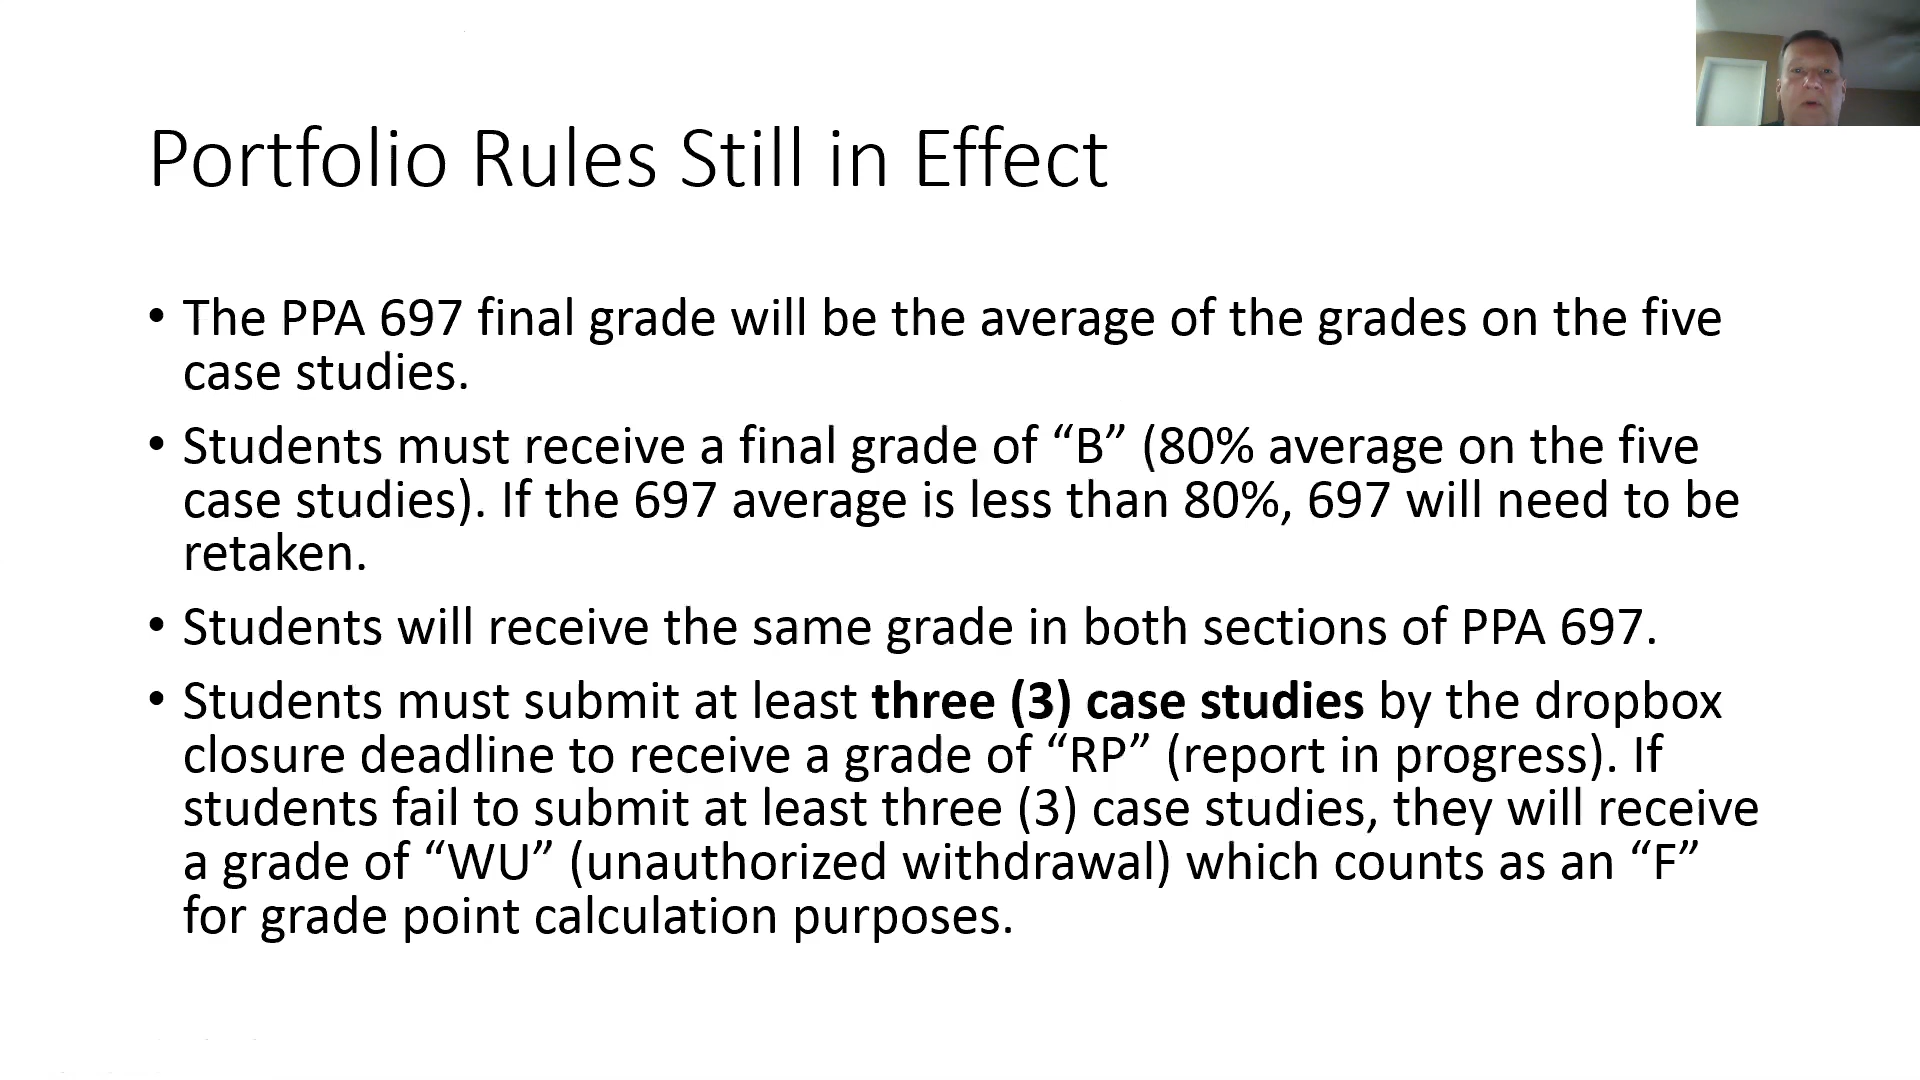 Portfolio Rules Still in Effect
• The PPA 697 final grade will be the average of the grades on the five
case studies.
• Students must receive a final grade of “B” (80% average on the five
case studies). If the 697 average is less than 80%, 697 will need to be
retaken.
• Students will receive the same grade in both sections of PPA 697.
• Students must submit at least three (3) case studies by the dropbox
closure deadline to receive a grade of “RP” (report in progress). If
students fail to submit at least three (3) case studies, they will receive
a grade of “WU” (unauthorized withdrawal) which counts as an “F”
for grade point calculation purposes.